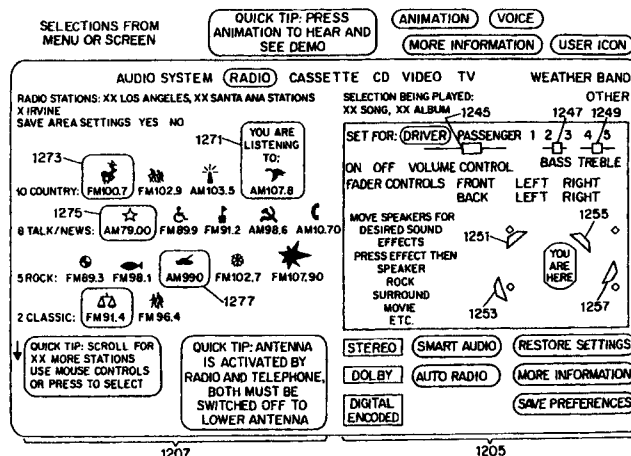 SELECTIONS FROM
MENU OR SCREEN
QUICK TIP: PRESS
ANIMATION TO HEAR AND
SEE DEMO
ANIMATION VOICE
MORE INFORMATION USER ICON
AUDIO SYSTEM RADIO CASSETTE CD VIDEO TV WEATHER BAND
OTHER
RADIO STATIONS: XX LOS ANGELES, XX SANTA ANA STATIONS
X IRVINE
SAVE AREA SETTINGS YES NO
SELECTION BEING PLAYED:
XX SONG, XX ALBUM
1245 1247 1249
1271
YOU ARE
LISTENING
TO:
1273
10 COUNTRY: FM100.7 FM102.9 AM103.5 AM107.8
1275
8 TALK/NEWS: AM79.00 FM89.9 FM91.2 AM98.6 AM10.70
5 ROCK: FM89.3 FM98.1 AM990 FM102.7 FM107.90
1277
2 CLASSIC: FM91.4 FM96.4
QUICK TIP: SCROLL FOR
XX MORE STATIONS
USE MOUSE CONTROLS
OR PRESS TO SELECT
QUICK TIP: ANTENNA
IS ACTIVATED BY
RADIO AND TELEPHONE,
BOTH MUST BE
SWITCHED OFF TO
LOWER ANTENNA
SET FOR: DRIVER PASSENGER 1 2 3 4 5
ON OFF VOLUME CONTROL BASS TREBLE
FADER CONTROLS FRONT LEFT RIGHT
BACK LEFT RIGHT
MOVE SPEAKERS FOR
DESIRED SOUND
EFFECTS
PRESS EFFECT THEN
SPEAKER
ROCK
SURROUND
MOVIE
ETC.
1251
1255
YOU
ARE
HERE
1253
1257
STEREO SMART AUDIO RESTORE SETTINGS
DOLBY AUTO RADIO MORE INFORMATION
DIGITAL
ENCODED
SAVE PREFERENCES
1207 1205